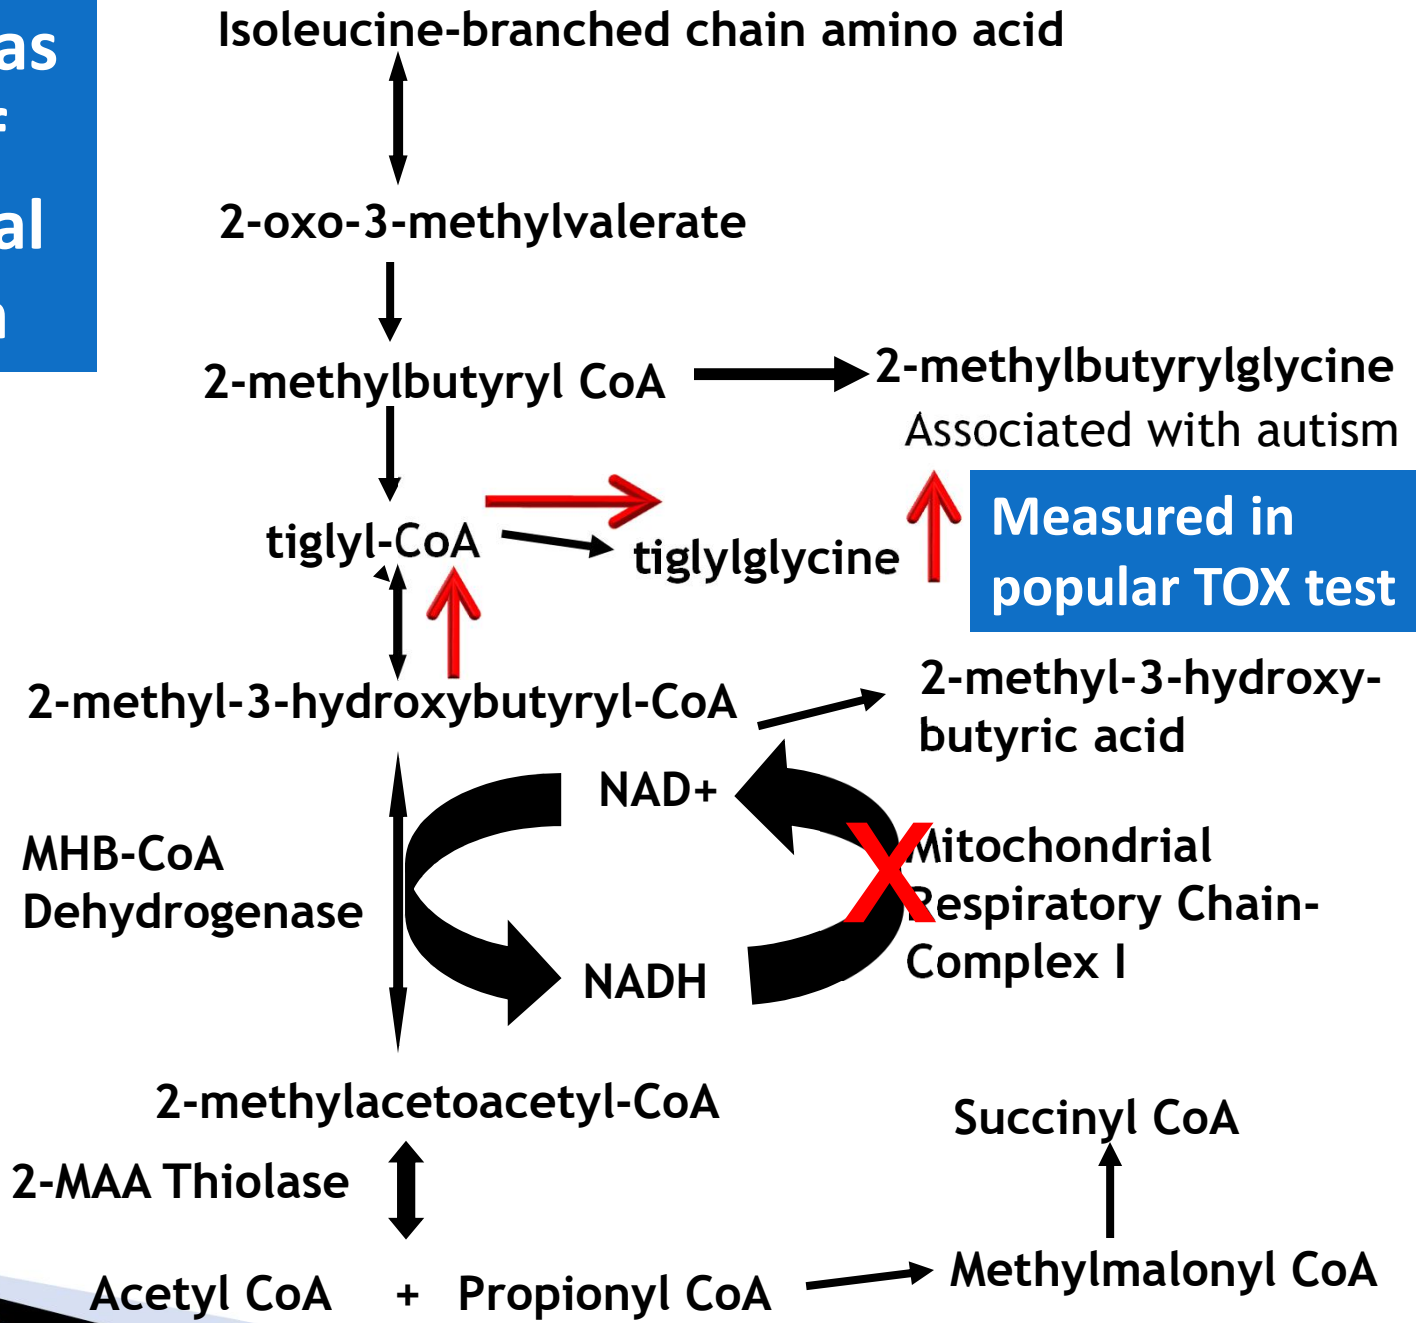 as
Isoleucine-branched chain amino acid
2-oxo-3-methylvalerate
2-methylbutyryl CoA
2-methylbutyrylglycine
Associated with autism
Measured in
popular TOX test
tiglyl-CoA
tiglylglycine
2-methyl-3-hydroxybutyryl-CoA
2-methyl-3-hydroxy-
butyric acid
NAD+
MHB-CoA
Dehydrogenase
Mitochondrial
Respiratory Chain-
Complex I
NADH
2-methylacetoacetyl-CoA
2-MAA Thiolase
Succinyl CoA
Acetyl CoA + Propionyl CoA
Methylmalonyl CoA